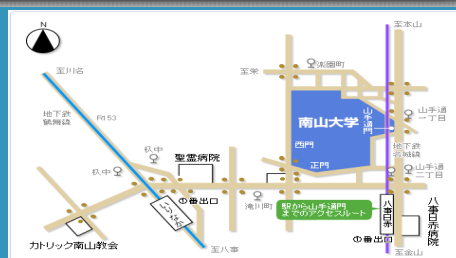 N
至本山
至川名
至栄
楽園町
地下鉄
鶴舞線
R153
南山大学
山手通門
山手通
一丁目
西門
正門
地下鉄
名城線
杁中
聖霊病院
杁中
山手通
二丁目
いりなか
①番出口
滝川町
駅から山手通門
までのアクセスルート
八事日赤
八事日赤
病院
カトリック南山教会
至八事
①番出口
至金山